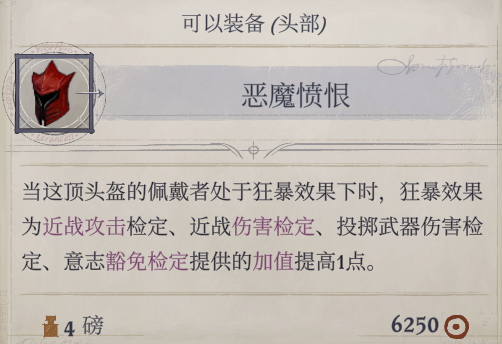 可以装备 (头部)
恶魔愤恨
当这顶头盔的佩戴者处于狂暴效果下时，狂暴效果
为近战攻击检定、近战伤害检定、投掷武器伤害检
定、意志豁免检定提供的加值提高1点。
4 磅
6250